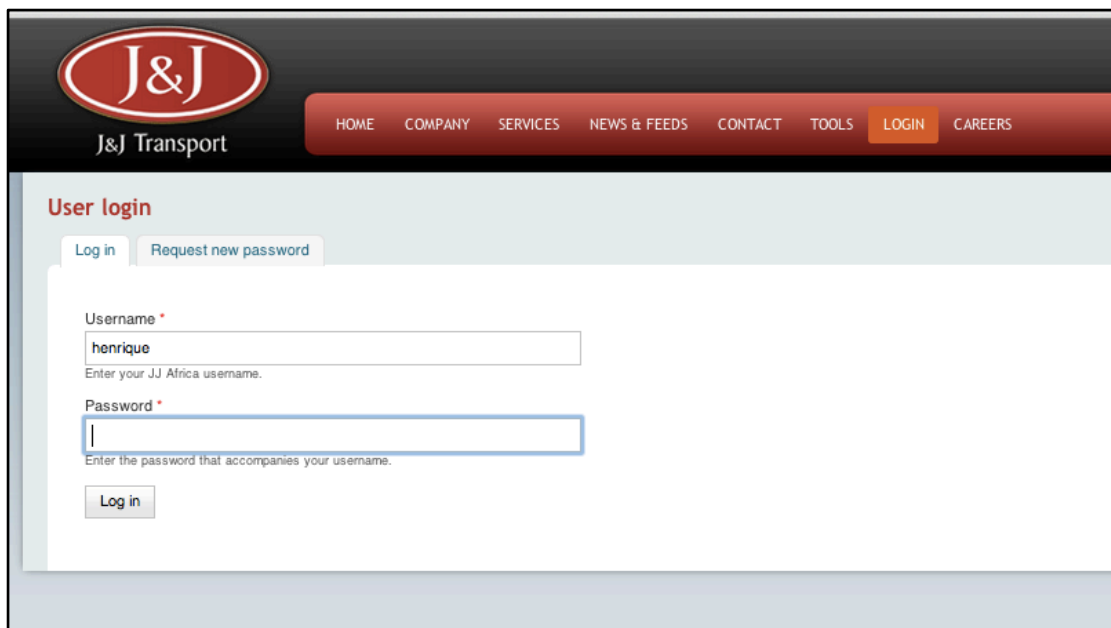 J&J
J&J Transport
HOME COMPANY SERVICES NEWS & FEEDS CONTACT TOOLS LOGIN CAREERS
User login
Log in Request new password
Username *
henrique
Enter your JJ Africa username.
Password *
Enter the password that accompanies your username.
Log in